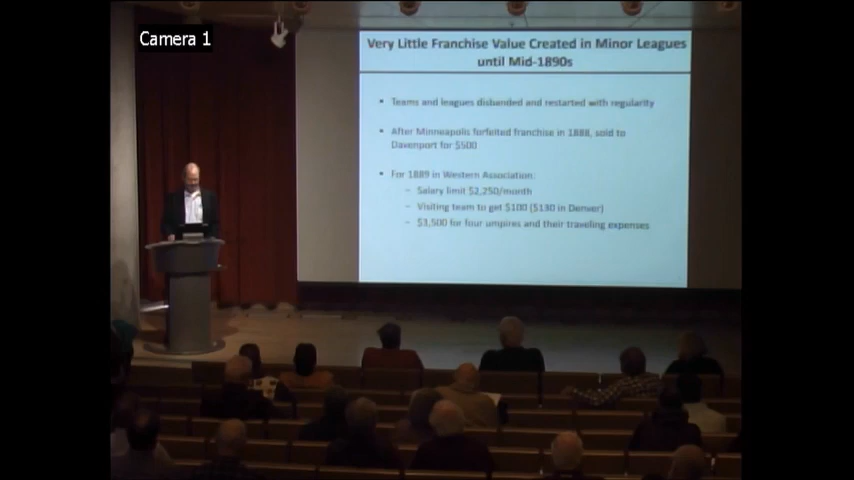 Camera 1
Very Little Franchise Value Created in Minor Leagues
until Mid-1890s
• Teams and leagues disbanded and restarted with regularity
• After Minneapolis forfeited franchise in 1888, sold to
Davenport for $500
• For 1889 in Western Association:
– Salary limit $2,250/month
– Visiting team to get $100 ($130 in Denver)
– $3,500 for four umpires and their traveling expenses